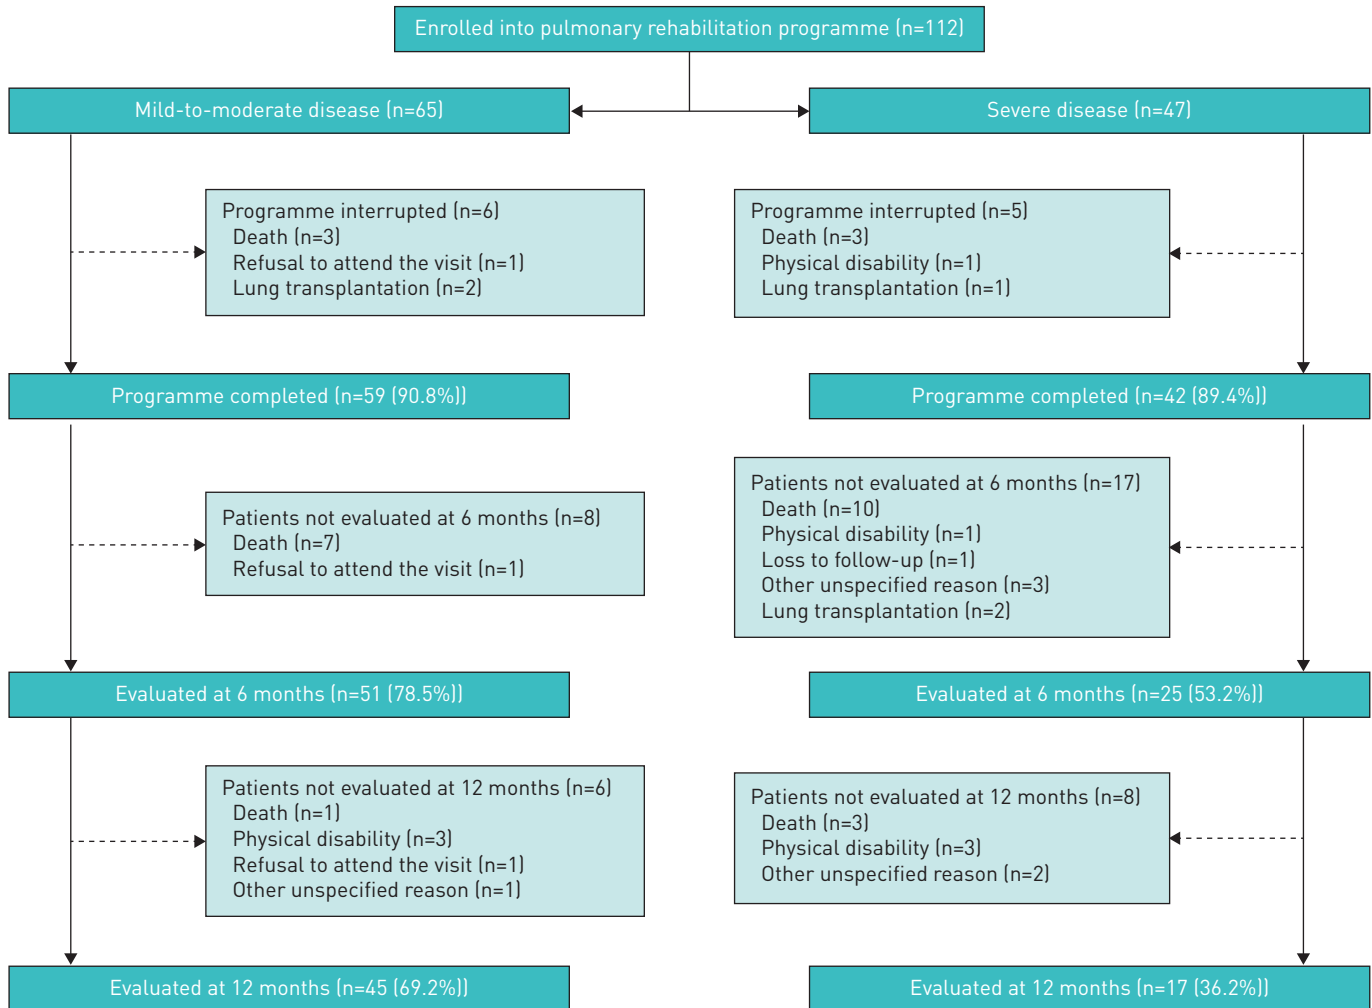 Enrolled into pulmonary rehabilitation programme (n=112)
Mild-to-moderate disease (n=65)
Severe disease (n=47)
Programme interrupted (n=6)
Death (n=3)
Refusal to attend the visit (n=1)
Lung transplantation (n=2)
Programme interrupted (n=5)
Death (n=3)
Physical disability (n=1)
Lung transplantation (n=1)
Programme completed (n=59 (90.8%))
Programme completed (n=42 (89.4%))
Patients not evaluated at 6 months (n=8)
Death (n=7)
Refusal to attend the visit (n=1)
Patients not evaluated at 6 months (n=17)
Death (n=10)
Physical disability (n=1)
Loss to follow-up (n=1)
Other unspecified reason (n=3)
Lung transplantation (n=2)
Evaluated at 6 months (n=51 (78.5%))
Evaluated at 6 months (n=25 (53.2%))
Patients not evaluated at 12 months (n=6)
Death (n=1)
Physical disability (n=3)
Refusal to attend the visit (n=1)
Other unspecified reason (n=1)
Patients not evaluated at 12 months (n=8)
Death (n=3)
Physical disability (n=3)
Other unspecified reason (n=2)
Evaluated at 12 months (n=45 (69.2%))
Evaluated at 12 months (n=17 (36.2%))